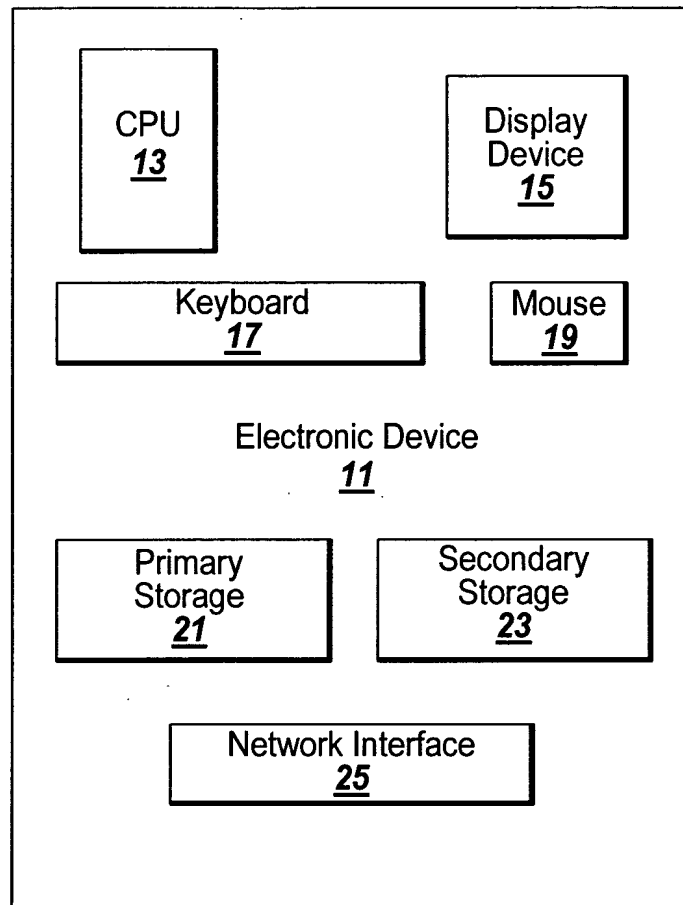 CPU
13
Display
Device
15
Keyboard
17
Mouse
19
Electronic Device
11
Primary
Storage
21
Secondary
Storage
23
Network Interface
25